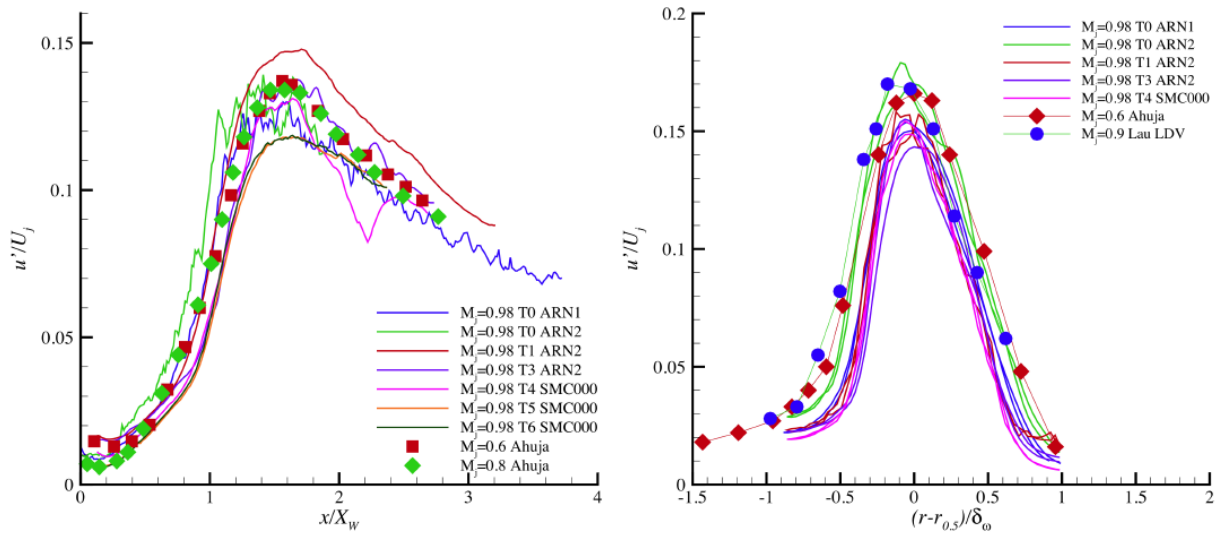 u'/U_j
0.15
0.1
0.05
0
0
1
2
3
4
x/X_W
M_j=0.98 T0 ARN1
M_j=0.98 T0 ARN2
M_j=0.98 T1 ARN2
M_j=0.98 T3 ARN2
M_j=0.98 T4 SMC000
M_j=0.98 T5 SMC000
M_j=0.98 T6 SMC000
M_j=0.6 Ahuja
M_j=0.8 Ahuja
u'/U_j
0.2
0.15
0.1
0.05
0
-1.5
-1
-0.5
0
0.5
1
1.5
2
(r-r_{0.5})/δ_ω
M_j=0.98 T0 ARN1
M_j=0.98 T0 ARN2
M_j=0.98 T1 ARN2
M_j=0.98 T3 ARN2
M_j=0.98 T4 SMC000
M_j=0.6 Ahuja
M_j=0.9 Lau LDV